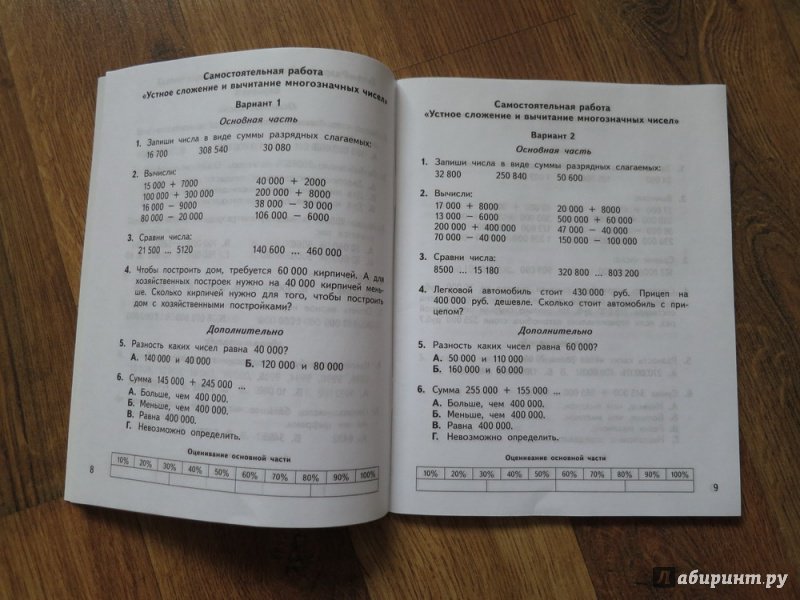 Самостоятельная работа
«Устное сложение и вычитание многозначных чисел»
Вариант 1
Основная часть
1. Запиши числа в виде суммы разрядных слагаемых:
16 700 308 540 30 080
2. Вычисли:
15 000 + 7000 40 000 + 2000
100 000 + 300 000 200 000 + 8000
16 000 − 9000 38 000 − 30 000
80 000 − 20 000 106 000 − 6000
3. Сравни числа:
21 500 ... 5120 140 600 ... 460 000
4. Чтобы построить дом, требуется 60 000 кирпичей. А для
хозяйственных построек нужно на 40 000 кирпичей мень-
ше. Сколько кирпичей нужно для того, чтобы построить
дом с хозяйственными постройками?
Дополнительно
5. Разность каких чисел равна 40 000?
А. 140 000 и 40 000 Б. 120 000 и 80 000
6. Сумма 145 000 + 245 000 ...
А. Больше, чем 400 000.
Б. Меньше, чем 400 000.
В. Равна 400 000.
Г. Невозможно определить.
Оценивание основной части
10% 20% 30% 40% 50% 60% 70% 80% 90% 100%
8
Самостоятельная работа
«Устное сложение и вычитание многозначных чисел»
Вариант 2
Основная часть
1. Запиши числа в виде суммы разрядных слагаемых:
32 800 250 840 50 600
2. Вычисли:
17 000 + 8000 20 000 + 8000
13 000 − 6000 500 000 + 60 000
200 000 + 400 000 47 000 − 40 000
70 000 − 40 000 150 000 − 100 000
3. Сравни числа:
8500 ... 15 180 320 800 ... 803 200
4. Легковой автомобиль стоит 430 000 руб. Прицеп на
400 000 руб. дешевле. Сколько стоит автомобиль с при-
цепом?
Дополнительно
5. Разность каких чисел равна 60 000?
А. 50 000 и 110 000
Б. 160 000 и 60 000
6. Сумма 255 000 + 155 000 ...
А. Больше, чем 400 000.
Б. Меньше, чем 400 000.
В. Равна 400 000.
Г. Невозможно определить.
Оценивание основной части
10% 20% 30% 40% 50% 60% 70% 80% 90% 100%
9
Лабиринт.ру